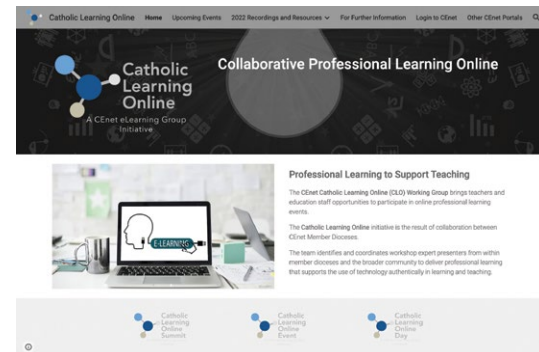 Catholic Learning Online Home Upcoming Events 2022 Recordings and Resources For Further Information Login to CEnet Other CEnet Portals
Catholic
Learning
Online
A CEnet eLearning Group
Initiative
Collaborative Professional Learning Online
E-LEARNING
Professional Learning to Support Teaching
The CEnet Catholic Learning Online (CLO) Working Group brings teachers and
education staff opportunities to participate in online professional learning
events.
The Catholic Learning Online initiative is the result of collaboration between
CEnet Member Dioceses.
The team identifies and coordinates workshop expert presenters from within
member dioceses and the broader community to deliver professional learning
that supports the use of technology authentically in learning and teaching.
Catholic
Learning
Online
Summit
Catholic
Learning
Online
Event
Catholic
Learning
Online
Day